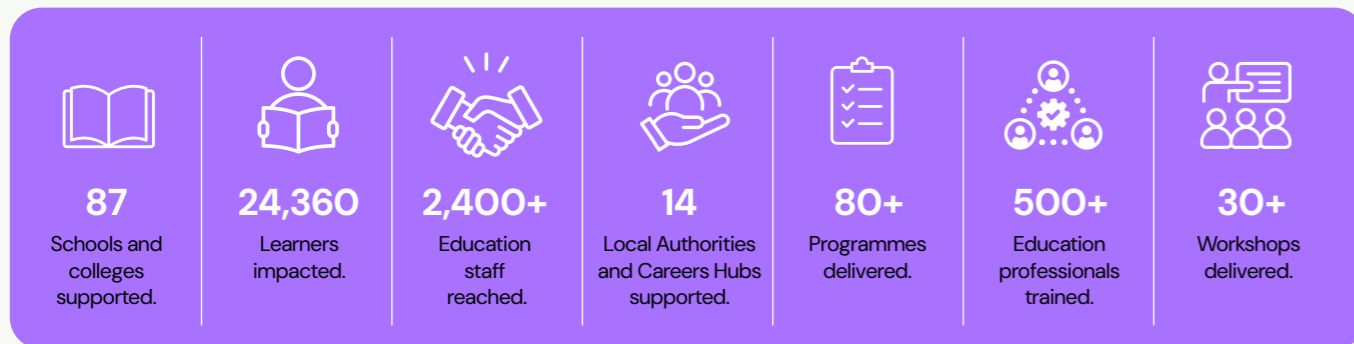 87
Schools and
colleges
supported.
24,360
Learners
impacted.
2,400+
Education
staff
reached.
14
Local Authorities
and Careers Hubs
supported.
80+
Programmes
delivered.
500+
Education
professionals
trained.
30+
Workshops
delivered.